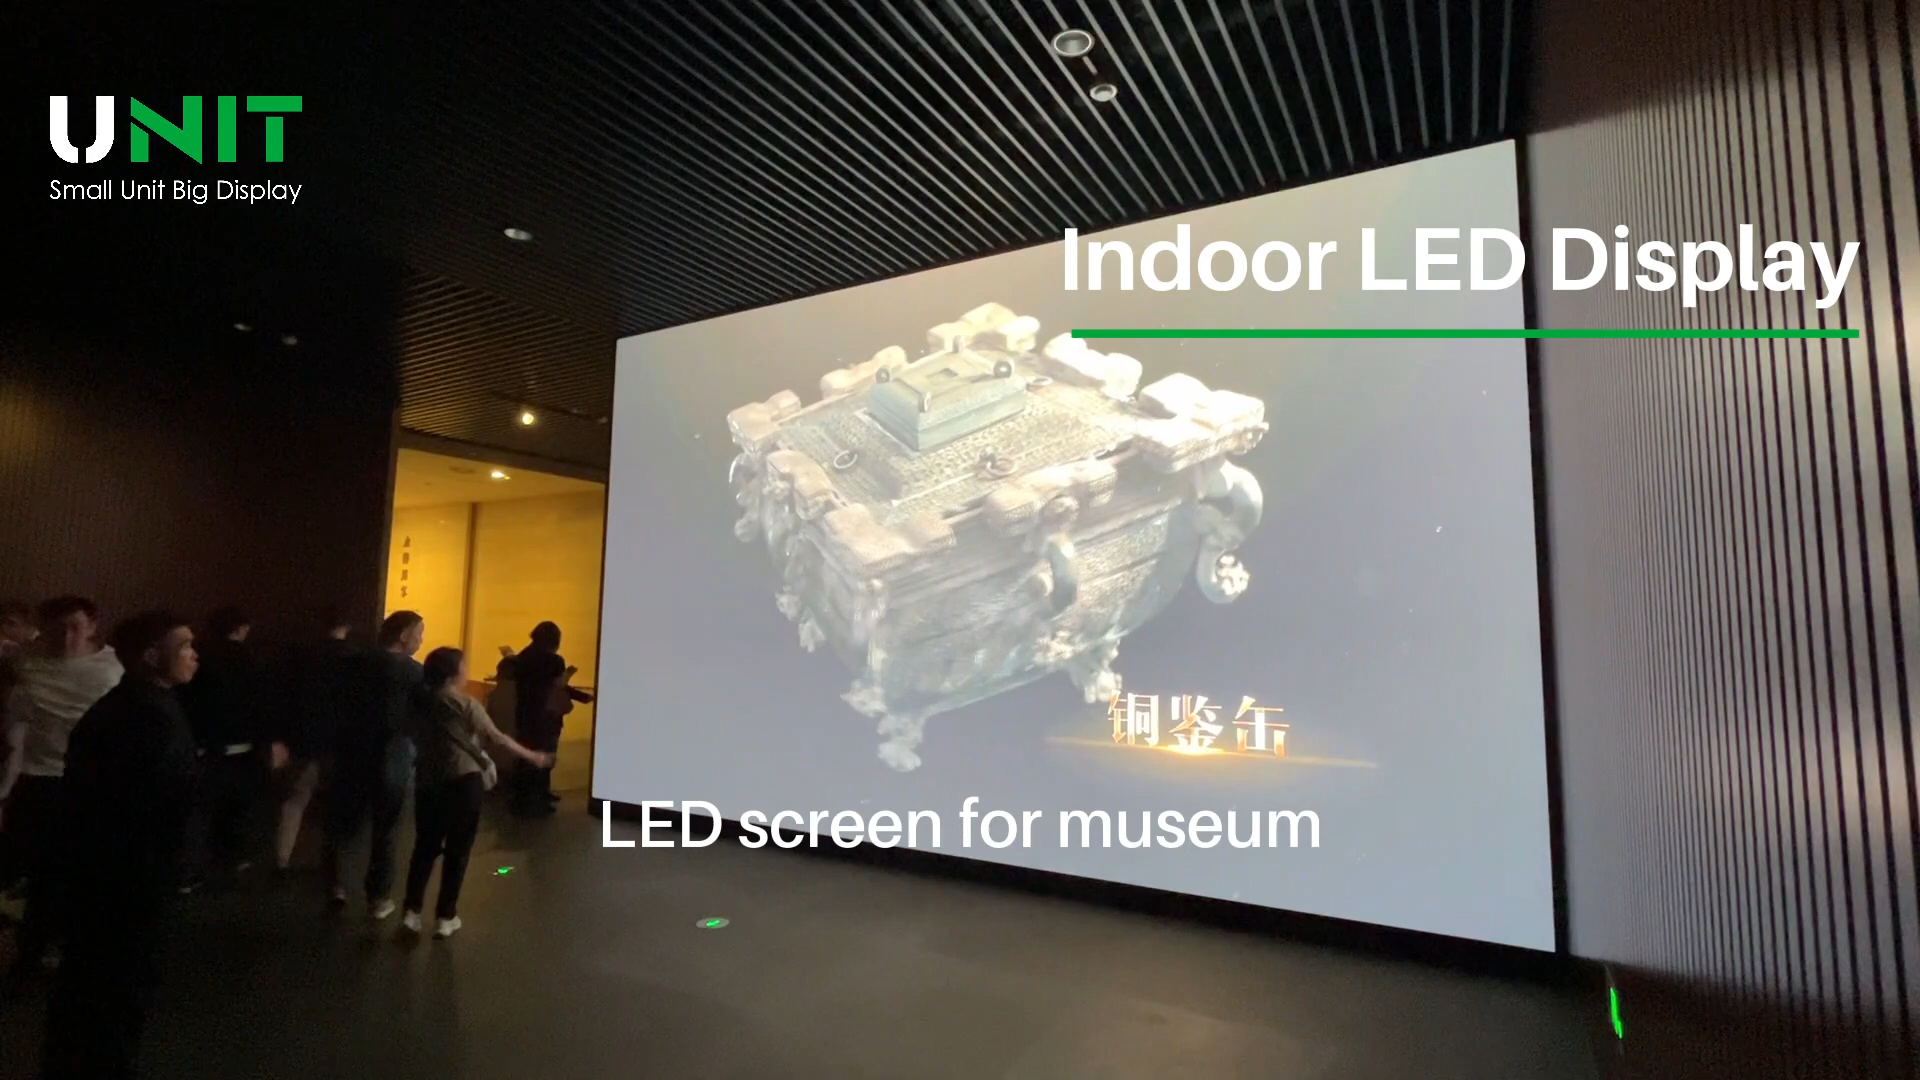 UNIT
Small Unit Big Display
Indoor LED Display
铜鉴缶
LED screen for museum